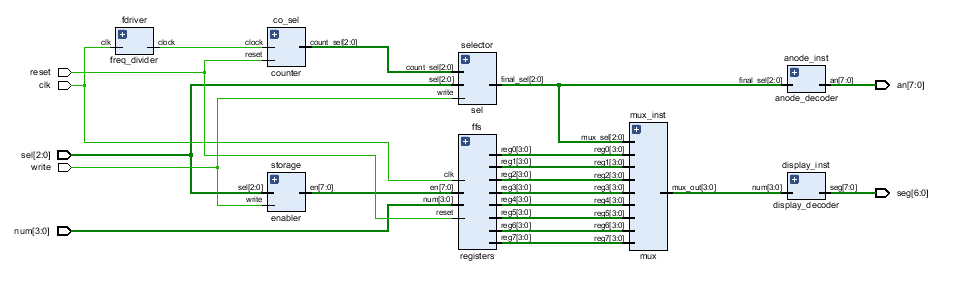 fdriver
clk
clock
freq_divider
co_sel
clock
reset
count_sel[2:0]
counter
reset
clk
sel[2:0]
write
num[3:0]
storage
sel[2:0]
write
en[7:0]
enabler
selector
count_sel[2:0]
sel[2:0]
write
final_sel[2:0]
sel
ffs
clk
en[7:0]
num[3:0]
reset
reg0[3:0]
reg1[3:0]
reg2[3:0]
reg3[3:0]
reg4[3:0]
reg5[3:0]
reg6[3:0]
reg7[3:0]
registers
mux_inst
mux_sel[2:0]
reg0[3:0]
reg1[3:0]
reg2[3:0]
reg3[3:0]
reg4[3:0]
reg5[3:0]
reg6[3:0]
reg7[3:0]
mux_out[3:0]
mux
anode_inst
final_sel[2:0]
an[7:0]
anode_decoder
an[7:0]
display_inst
num[3:0]
seg[7:0]
display_decoder
seg[6:0]